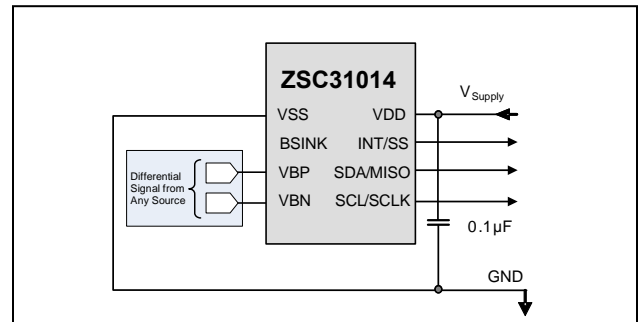 ZSC31014
VSS VDD
VSupply
BSINK INT/SS
VBP SDA/MISO
VBN SCL/SCLK
Differential
Signal from
Any Source
0.1µF
GND